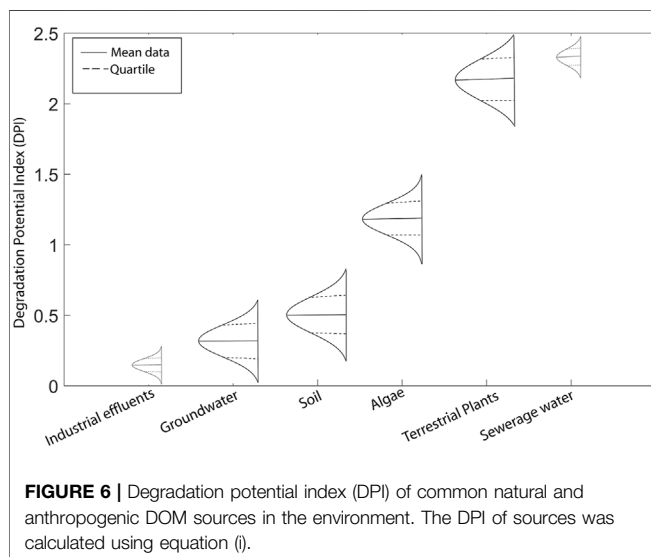 2.5
Mean data
Quartile
2
1.5
1
0.5
0
Degradation Potential Index (DPI)
Industrial effluents
Groundwater
Soil
Algae
Terrestrial Plants
Sewerage water
FIGURE 6 | Degradation potential index (DPI) of common natural and
anthropogenic DOM sources in the environment. The DPI of sources was
calculated using equation (i).